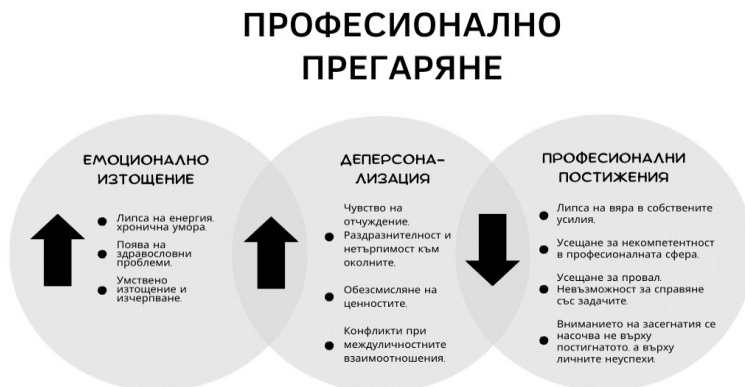 ПРОФЕСИОНАЛНО
ПРЕГАРЯНЕ
ЕМОЦИОНАЛНО
ИЗТОЩЕНИЕ
Липса на енергия.
хронична умора.
Поява на
здравословни
проблеми.
Умствено
изтощение и
изчерпване.
ДЕПЕРСОНА-
ЛИЗАЦИЯ
Чувство на
отчуждение.
Раздразнителност и
нетърпимост към
околните.
Обезсмисляне на
ценностите.
Конфликти при
междуличностните
взаимоотношения.
ПРОФЕСИОНАЛНИ
ПОСТИЖЕНИЯ
Липса на вяра в собствените
усилия.
Усещане за некомпетентност
в професионалната сфера.
Усещане за провал.
Невъзможност за справяне
със задачите.
Вниманието на засегнатия се
насочва не върху
постигнатото. а върху
личните неуспехи.